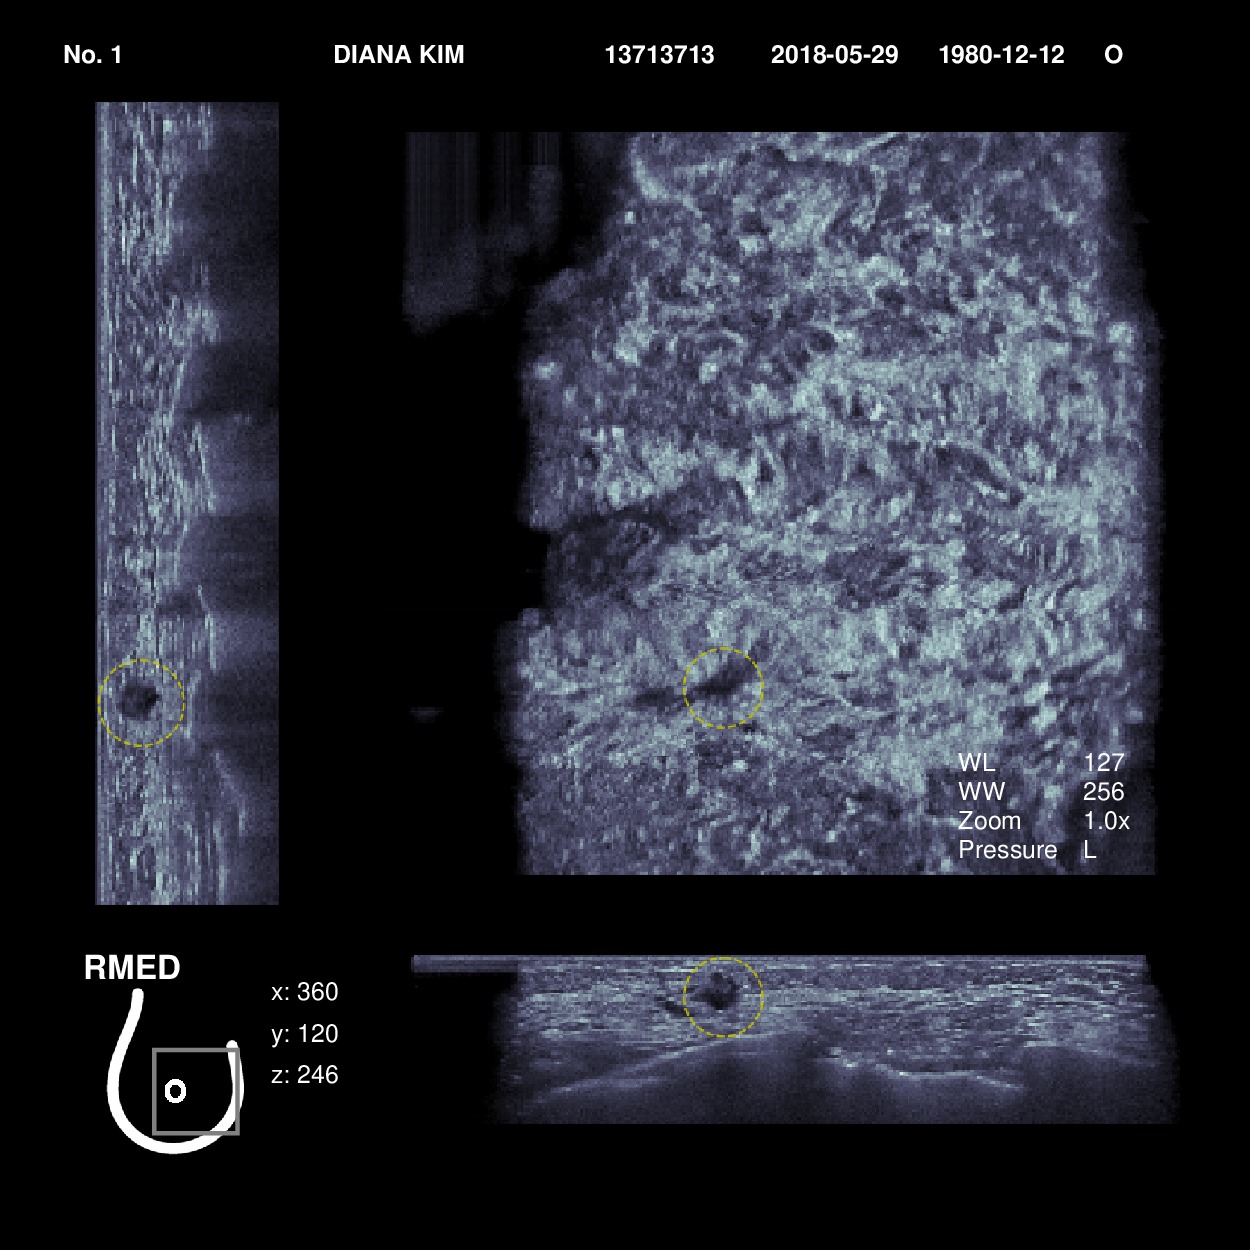 No. 1 DIANA KIM 13713713 2018-05-29 1980-12-12 O
WL 127
WW 256
Zoom 1.0x
Pressure L
RMED
x: 360
y: 120
z: 246